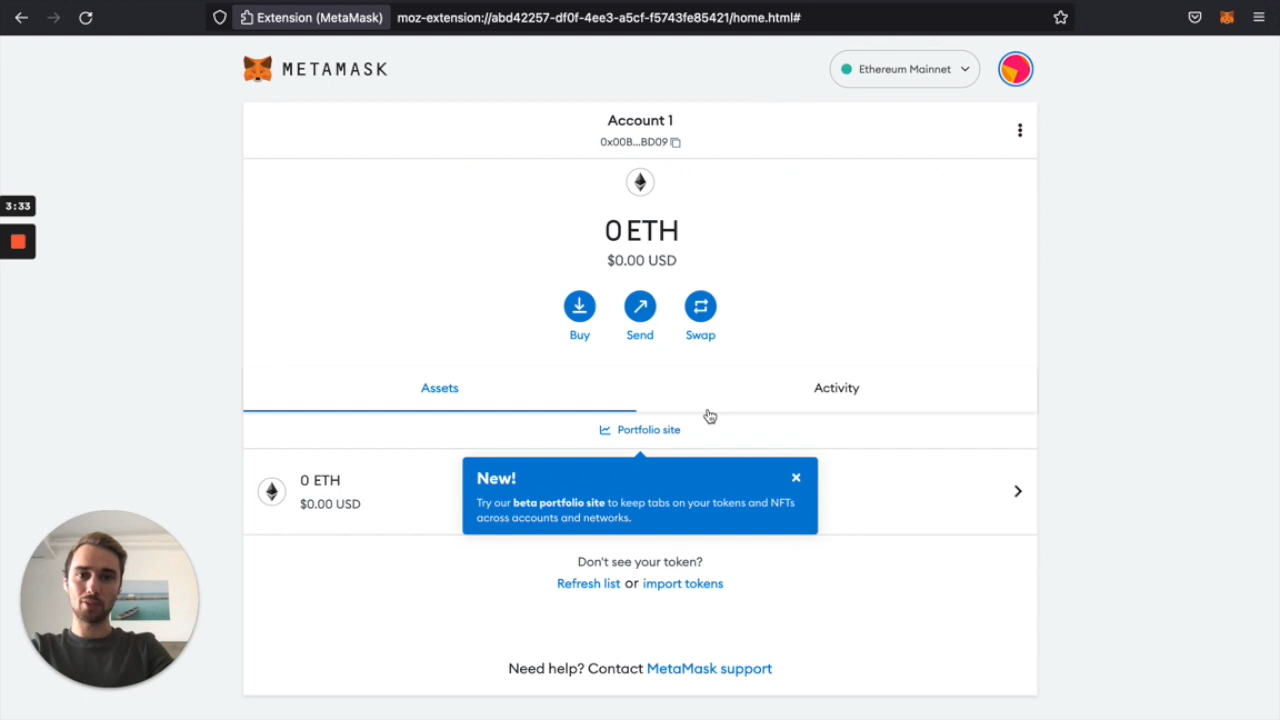 Extension (MetaMask) moz-extension://abd42257-df0f-4ee3-a5cf-f5743fe85421/home.html#
METAMASK
Ethereum Mainnet
Account 1
0x00B...BD09
3:33
0 ETH
$0.00 USD
Buy Send Swap
Assets Activity
Portfolio site
0 ETH
$0.00 USD
New!
Try our beta portfolio site to keep tabs on your tokens and NFTs
across accounts and networks.
Don't see your token?
Refresh list or import tokens
Need help? Contact MetaMask support